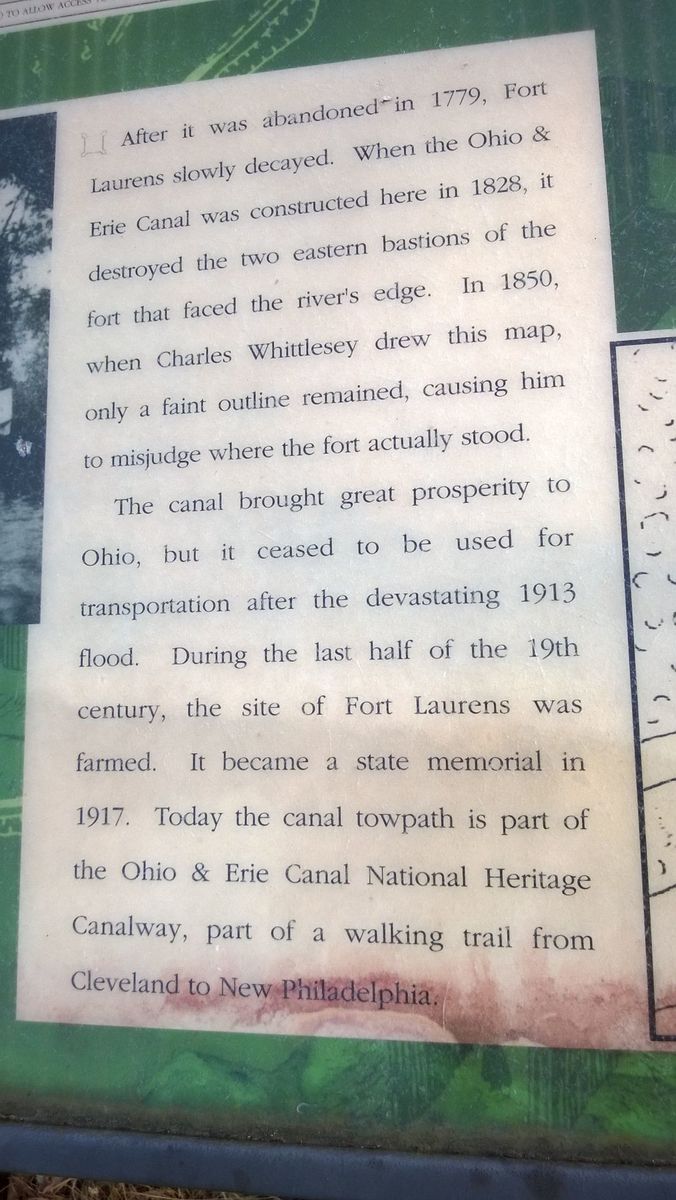 TO ALLOW ACCESS
After it was abandoned in 1779, Fort
Laurens slowly decayed. When the Ohio &
Erie Canal was constructed here in 1828, it
destroyed the two eastern bastions of the
fort that faced the river's edge. In 1850,
when Charles Whittlesey drew this map,
only a faint outline remained, causing him
to misjudge where the fort actually stood.
The canal brought great prosperity to
Ohio, but it ceased to be used for
transportation after the devastating 1913
flood. During the last half of the 19th
century, the site of Fort Laurens was
farmed. It became a state memorial in
1917. Today the canal towpath is part of
the Ohio & Erie Canal National Heritage
Canalway, part of a walking trail from
Cleveland to New Philadelphia.